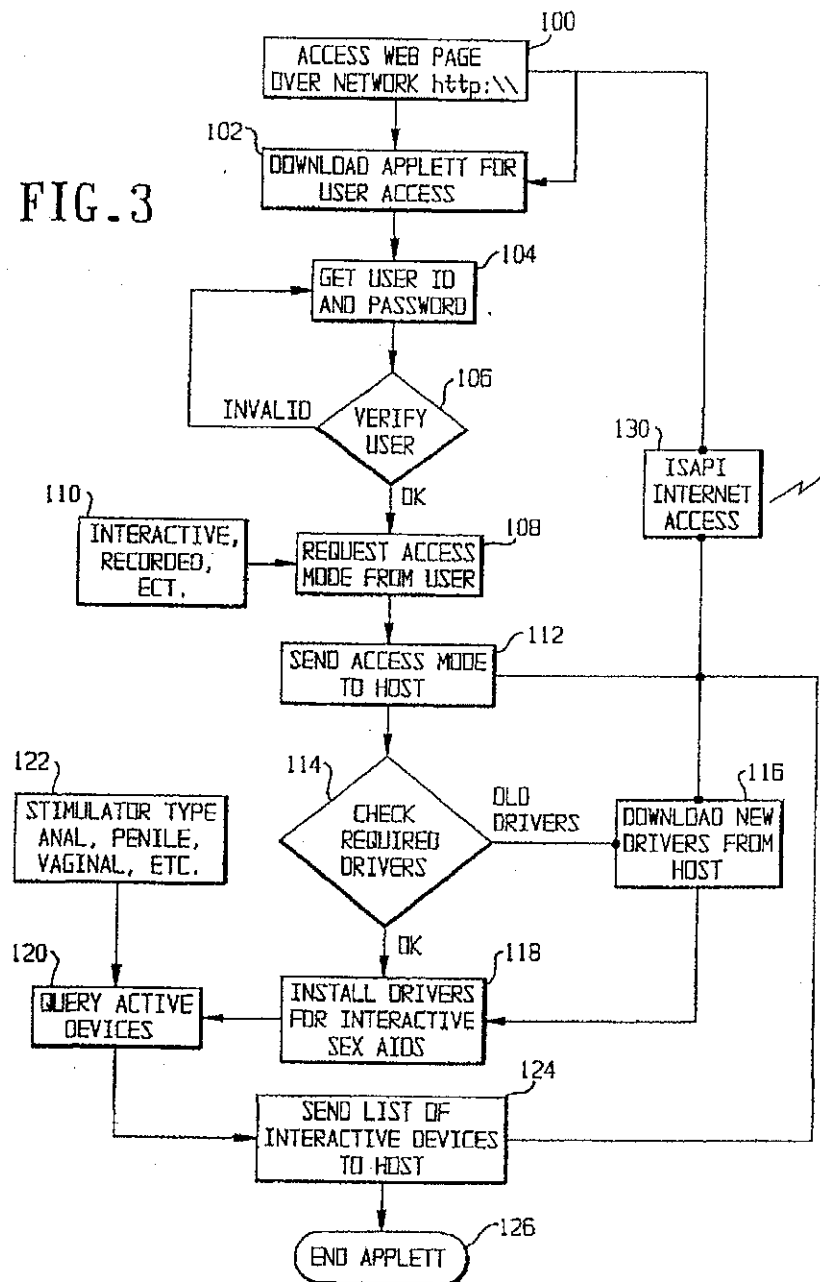 100
ACCESS WEB PAGE
OVER NETWORK http:\\
102
DOWNLOAD APPLETT FOR
USER ACCESS
FIG.3
104
GET USER ID
AND PASSWORD
106
INVALID
VERIFY
USER
OK
130
ISAPI
INTERNET
ACCESS
110
INTERACTIVE,
RECORDED,
ECT.
108
REQUEST ACCESS
MODE FROM USER
112
SEND ACCESS MODE
TO HOST
114
CHECK
REQUIRED
DRIVERS
OLD
DRIVERS
116
DOWNLOAD NEW
DRIVERS FROM
HOST
122
STIMULATOR TYPE
ANAL, PENILE,
VAGINAL, ETC.
OK
118
INSTALL DRIVERS
FOR INTERACTIVE
SEX AIDS
120
QUERY ACTIVE
DEVICES
124
SEND LIST OF
INTERACTIVE DEVICES
TO HOST
126
END APPLETT